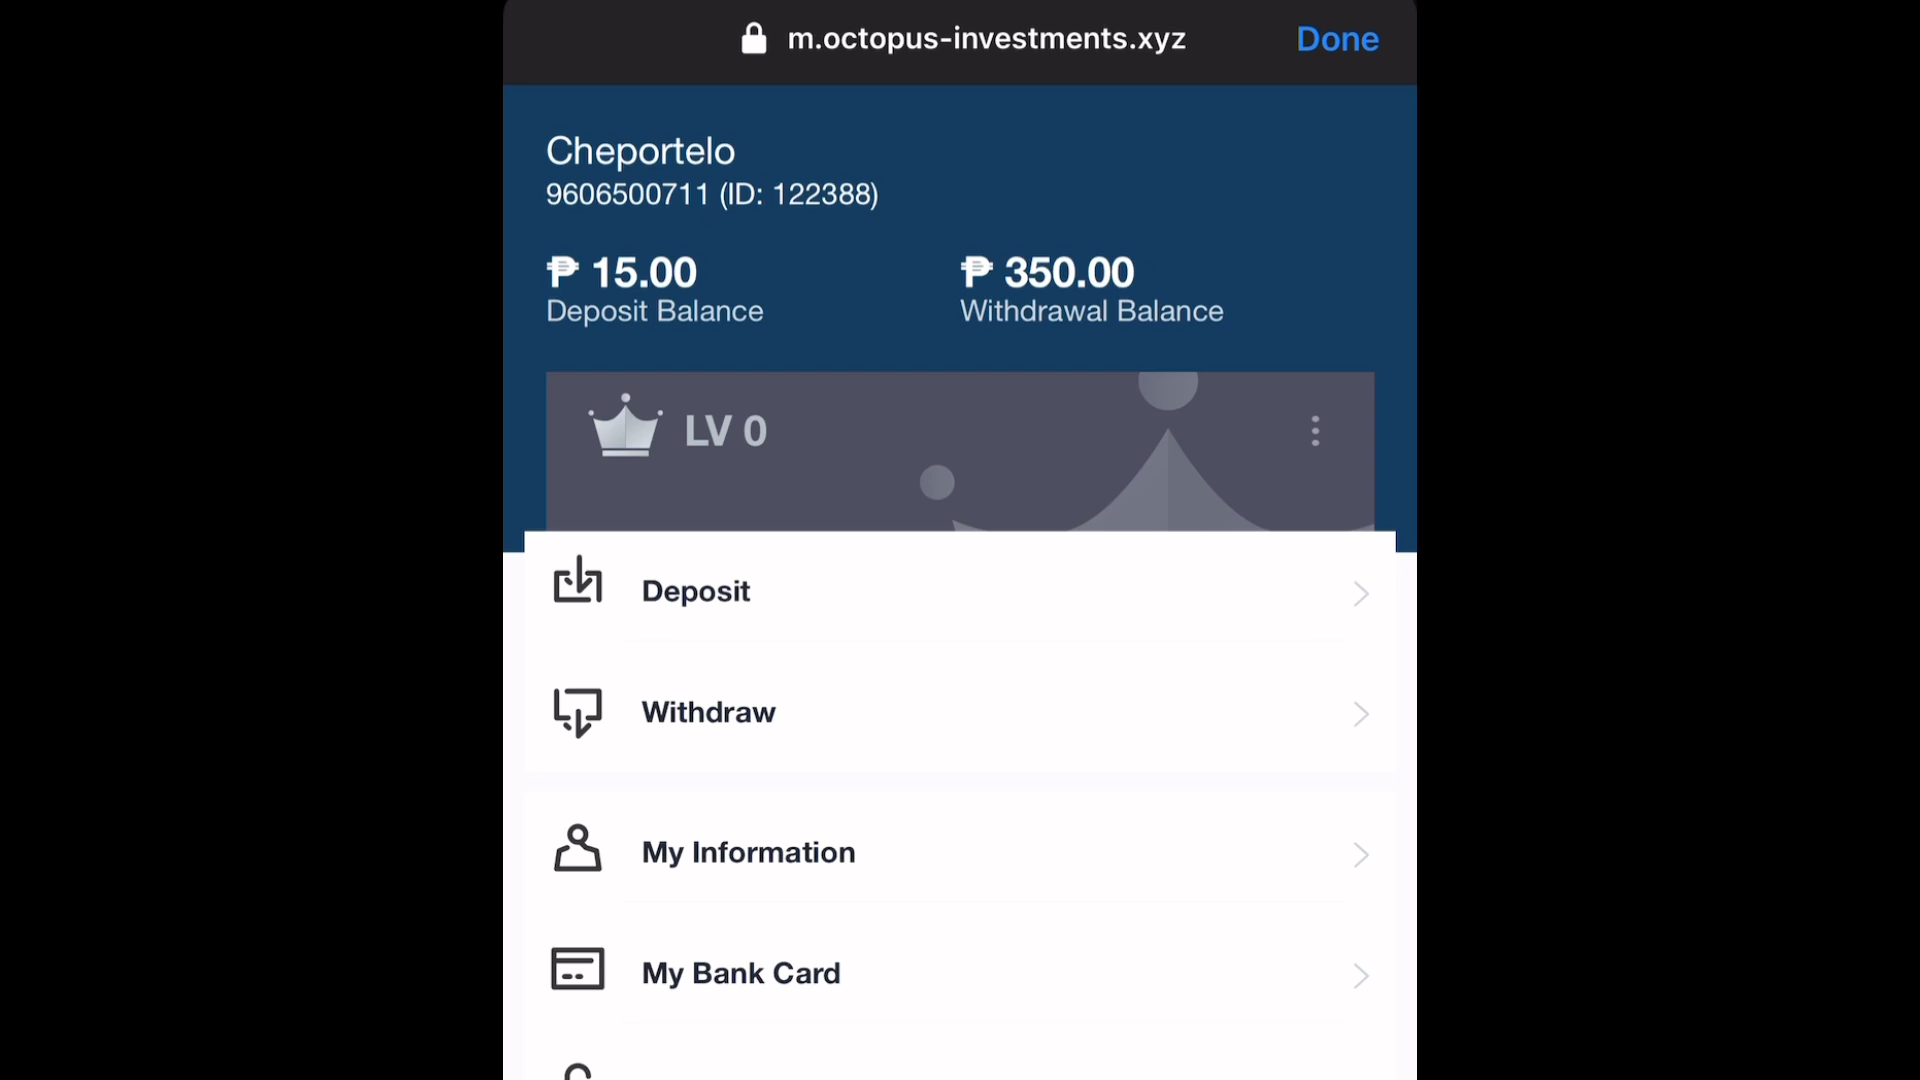 m.octopus-investments.xyz
Done
Cheportelo
9606500711 (ID: 122388)
₱ 15.00
₱ 350.00
Deposit Balance
Withdrawal Balance
LV 0
Deposit
Withdraw
My Information
My Bank Card